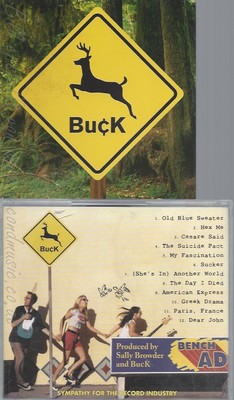 Bu¢K
Bu¢K
1. Old Blue Sweater
2. Hex Me
3. Cesare Said
4. The Suicide Pact
5. My Fascination
6. Sucker
7. (She's In) Another World
8. The Day I Died
9. American Express
10. Greek Drama
11. Paris, France
12. Dear John
Produced by
Sally Browder
and BucK
BENCH
AD
SYMPATHY FOR THE RECORD INDUSTRY